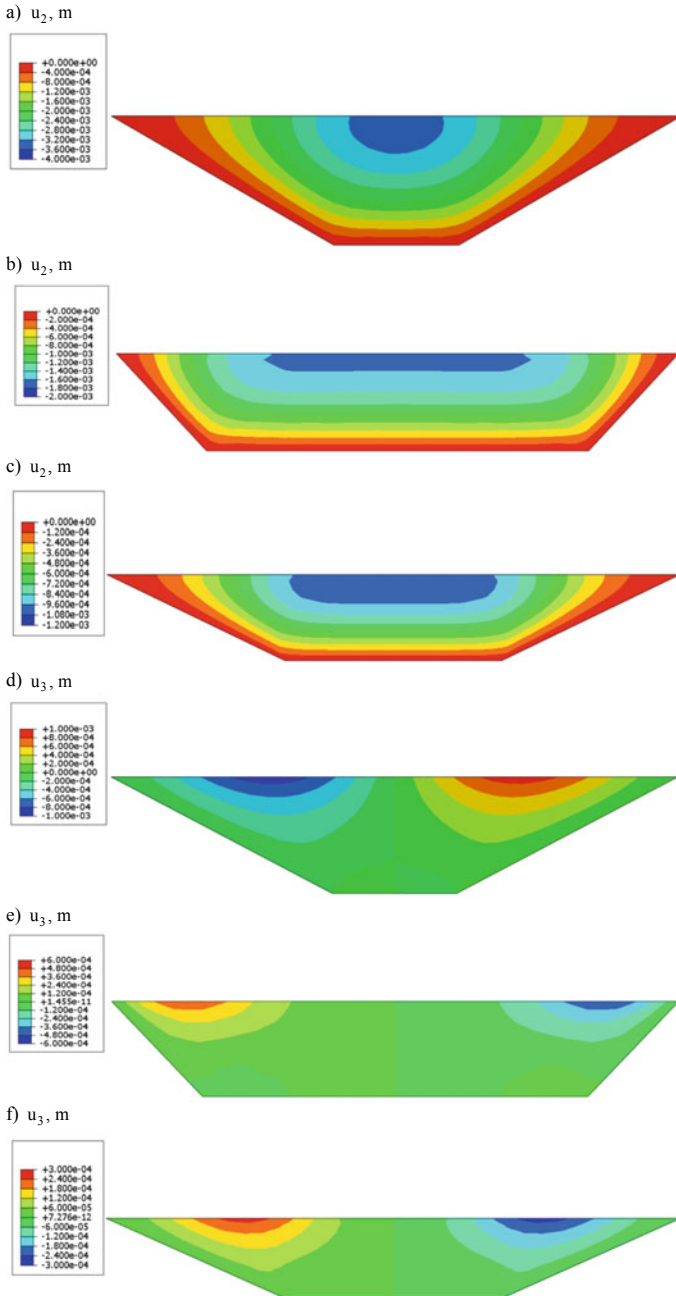 a) u2, m
+0.000e+00
-4.000e-04
-8.000e-04
-1.200e-03
-1.600e-03
-2.000e-03
-2.400e-03
-2.800e-03
-3.200e-03
-3.600e-03
-4.000e-03
b) u2, m
+0.000e+00
-2.000e-04
-4.000e-04
-6.000e-04
-8.000e-04
-1.000e-03
-1.200e-03
-1.400e-03
-1.600e-03
-1.800e-03
-2.000e-03
c) u2, m
+0.000e+00
-1.200e-04
-2.400e-04
-3.600e-04
-4.800e-04
-6.000e-04
-7.200e-04
-8.400e-04
-9.600e-04
-1.080e-03
-1.200e-03
d) u3, m
+1.000e-03
+8.000e-04
+6.000e-04
+4.000e-04
+2.000e-04
+0.000e+00
-2.000e-04
-4.000e-04
-6.000e-04
-8.000e-04
-1.000e-03
e) u3, m
+6.000e-04
+4.800e-04
+3.600e-04
+2.400e-04
+1.200e-04
+1.455e-11
-1.200e-04
-2.400e-04
-3.600e-04
-4.800e-04
-6.000e-04
f) u3, m
+3.000e-04
+2.400e-04
+1.800e-04
+1.200e-04
+6.000e-05
+7.276e-12
-6.000e-05
-1.200e-04
-1.800e-04
-2.400e-04
-3.000e-04